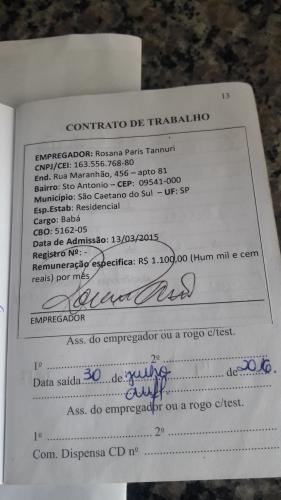 13
CONTRATO DE TRABALHO
EMPREGADOR: Rosana Paris Tannuri
CNPJ/CEI: 163.556.768-80
End. Rua Maranhão, 456 – apto 81
Bairro: Sto Antonio – CEP: 09541-000
Município: São Caetano do Sul – UF: SP
Esp.Estab: Residencial
Cargo: Babá
CBO: 5162-05
Data de Admissão: 13/03/2015
Registro Nº: -
Remuneração especifica: R$ 1.100,00 (Hum mil e cem
reais) por mês
EMPREGADOR
Ass. do empregador ou a rogo c/test.
1º .......................... 2º ..........................
Data saída 30 de junho de 2016.
Ass. do empregador ou a rogo c/test.
1º .......................... 2º ..........................
Com. Dispensa CD nº ..........................